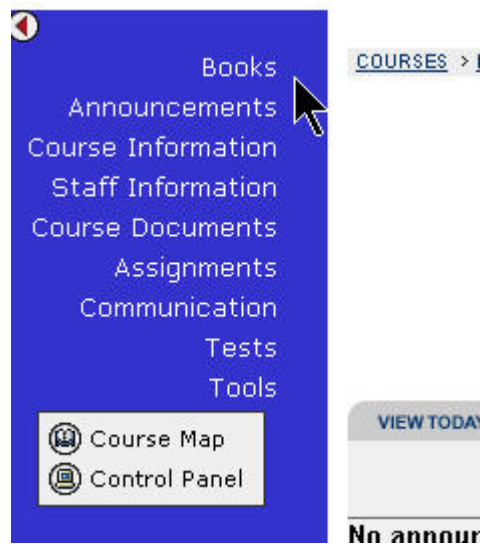 Books
COURSES >
Announcements
Course Information
Staff Information
Course Documents
Assignments
Communication
Tests
Tools
Course Map
Control Panel
VIEW TODAY
No announ